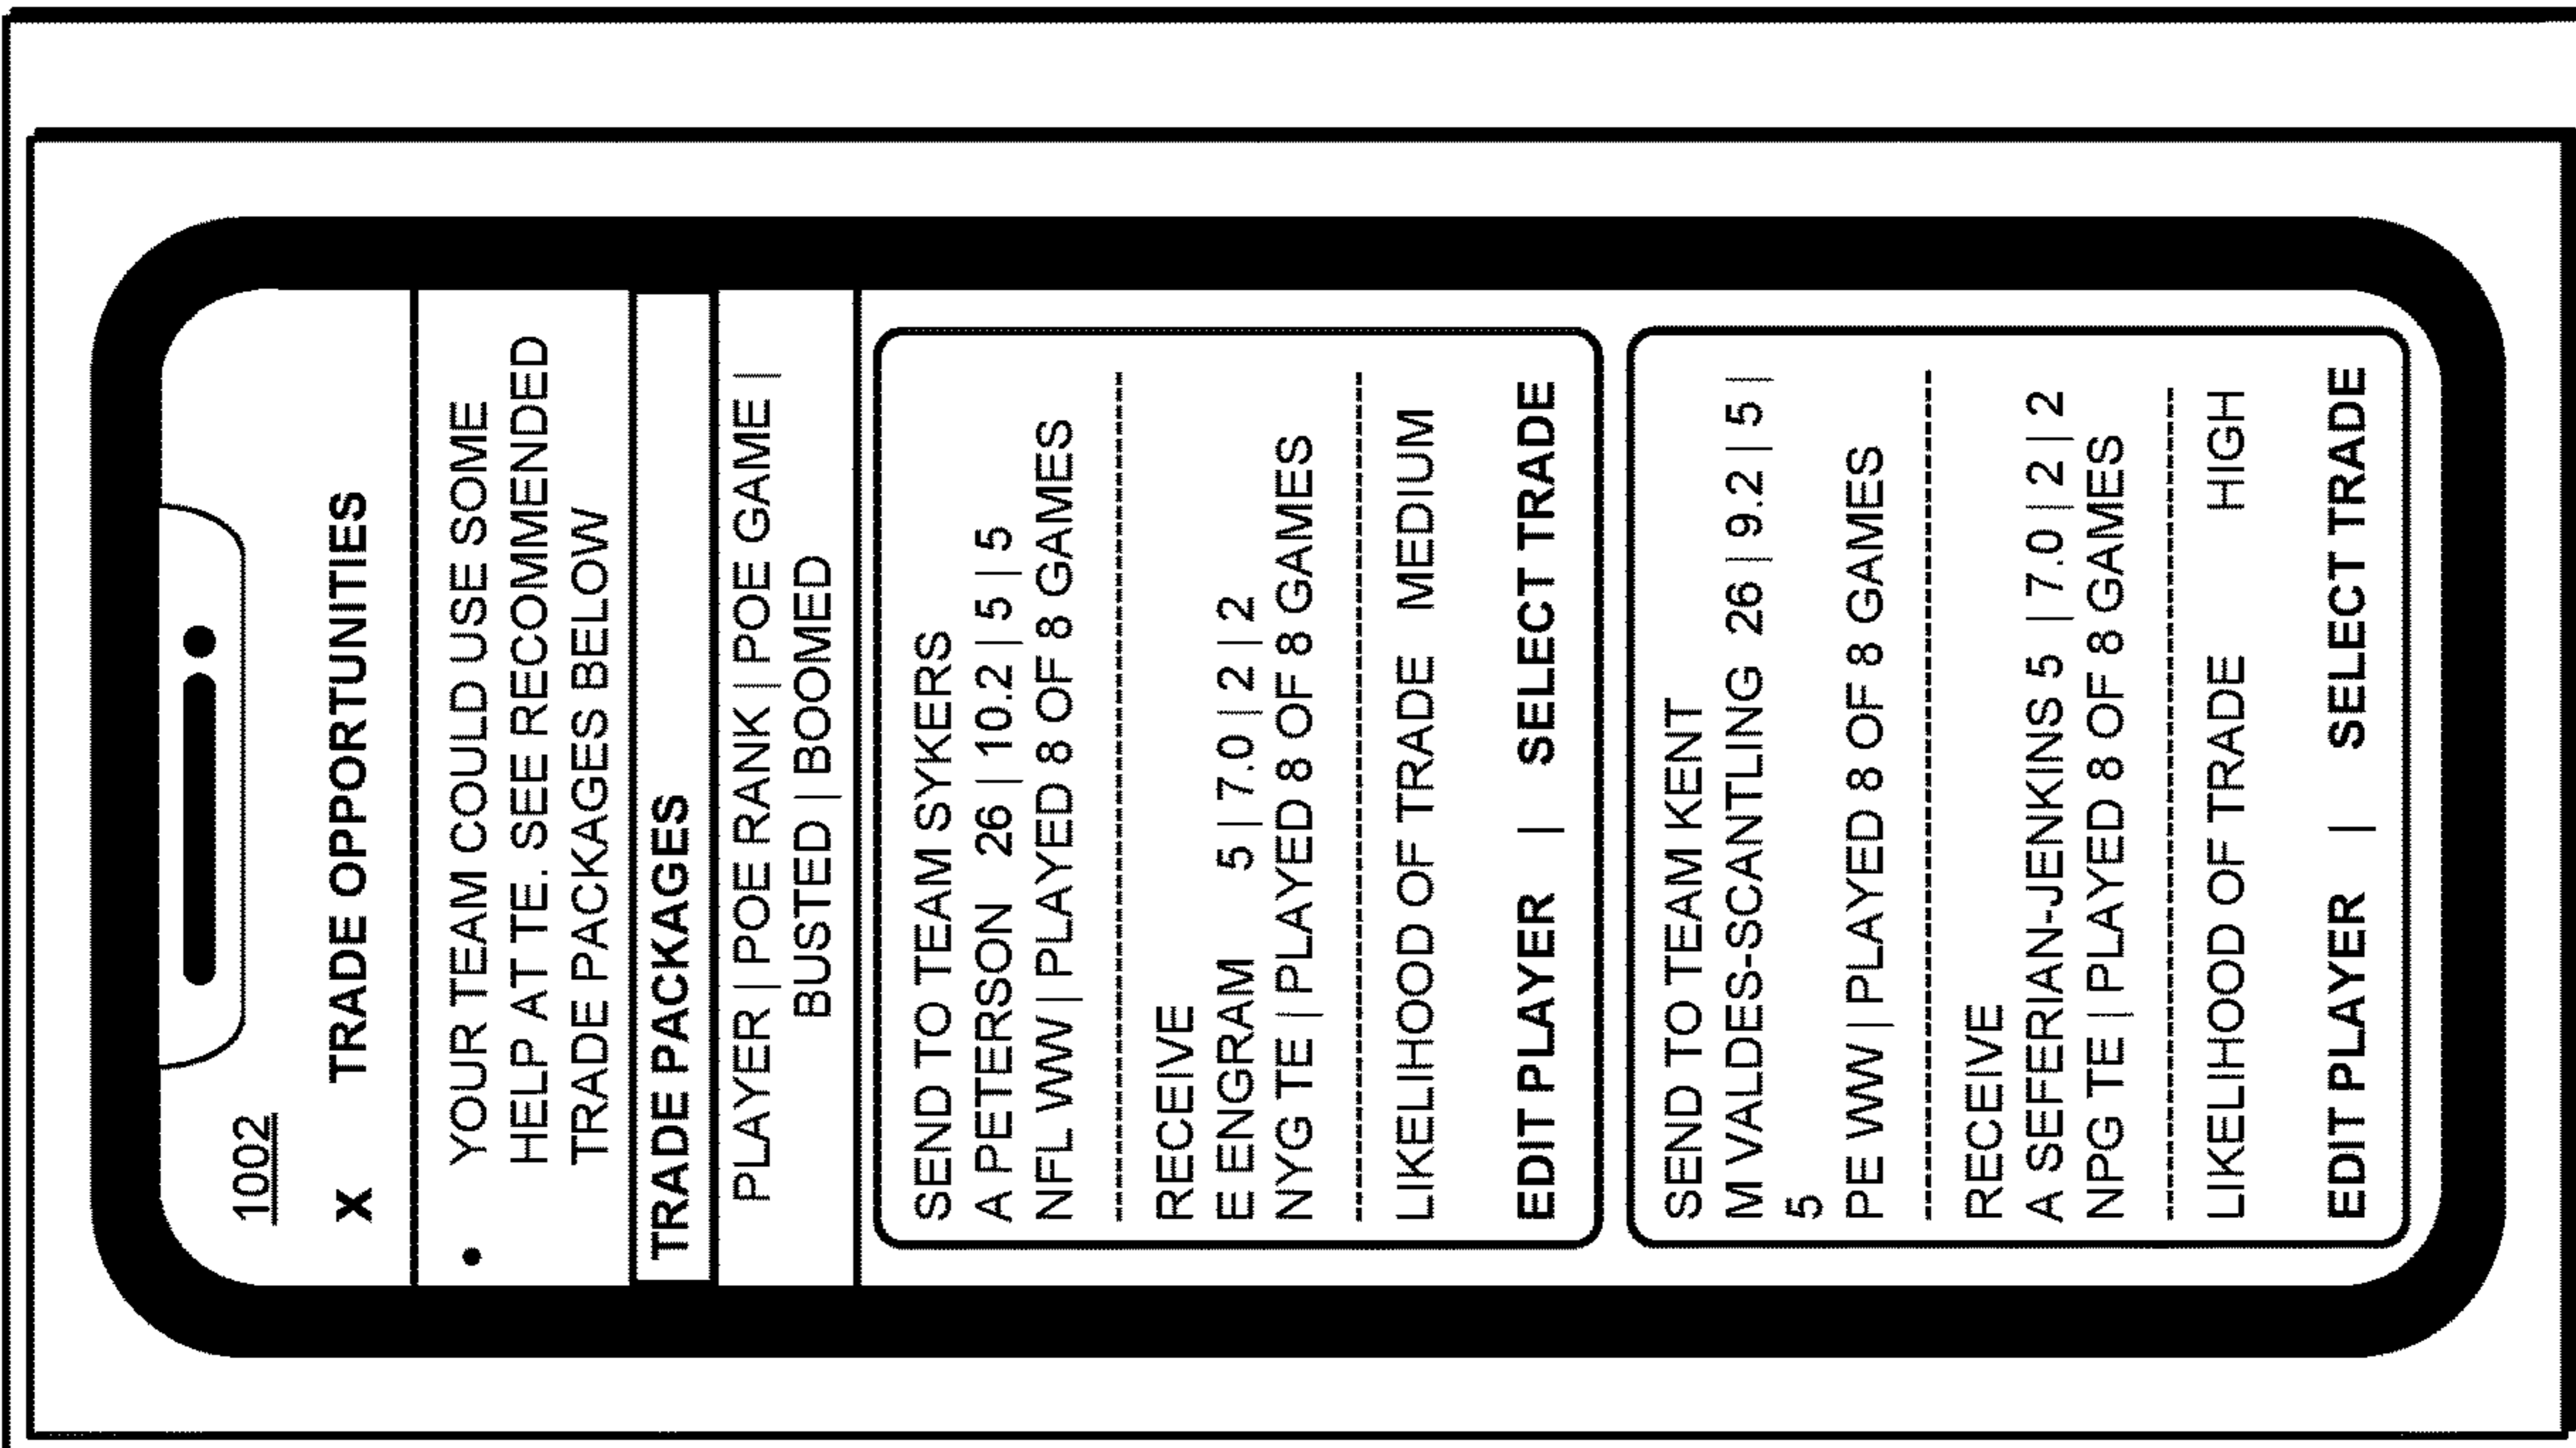 1002
X TRADE OPPORTUNITIES
• YOUR TEAM COULD USE SOME
HELP AT TE. SEE RECOMMENDED
TRADE PACKAGES BELOW
TRADE PACKAGES
PLAYER | POE RANK | POE GAME |
BUSTED | BOOMED
SEND TO TEAM SYKERS
A PETERSON 26 | 10.2 | 5 | 5
NFL WW | PLAYED 8 OF 8 GAMES
RECEIVE
E ENGRAM 5 | 7.0 | 2 | 2
NYG TE | PLAYED 8 OF 8 GAMES
LIKELIHOOD OF TRADE MEDIUM
EDIT PLAYER | SELECT TRADE
SEND TO TEAM KENT
M VALDES-SCANTLING 26 | 9.2 | 5 |
5
PE WW | PLAYED 8 OF 8 GAMES
RECEIVE
A SEFFERIAN-JENKINS 5 | 7.0 | 2 | 2
NPG TE | PLAYED 8 OF 8 GAMES
LIKELIHOOD OF TRADE HIGH
EDIT PLAYER | SELECT TRADE